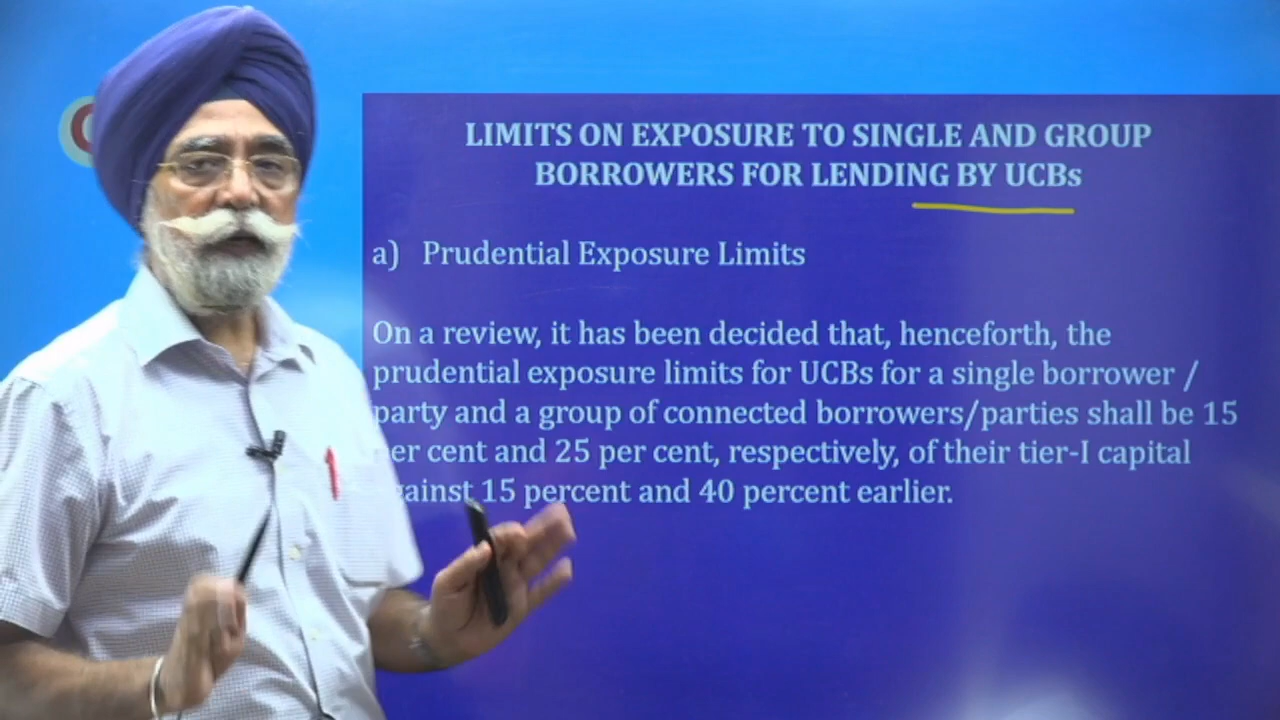 LIMITS ON EXPOSURE TO SINGLE AND GROUP
BORROWERS FOR LENDING BY UCBs
a) Prudential Exposure Limits
On a review, it has been decided that, henceforth, the
prudential exposure limits for UCBs for a single borrower /
party and a group of connected borrowers/parties shall be 15
per cent and 25 per cent, respectively, of their tier-I capital
against 15 percent and 40 percent earlier.